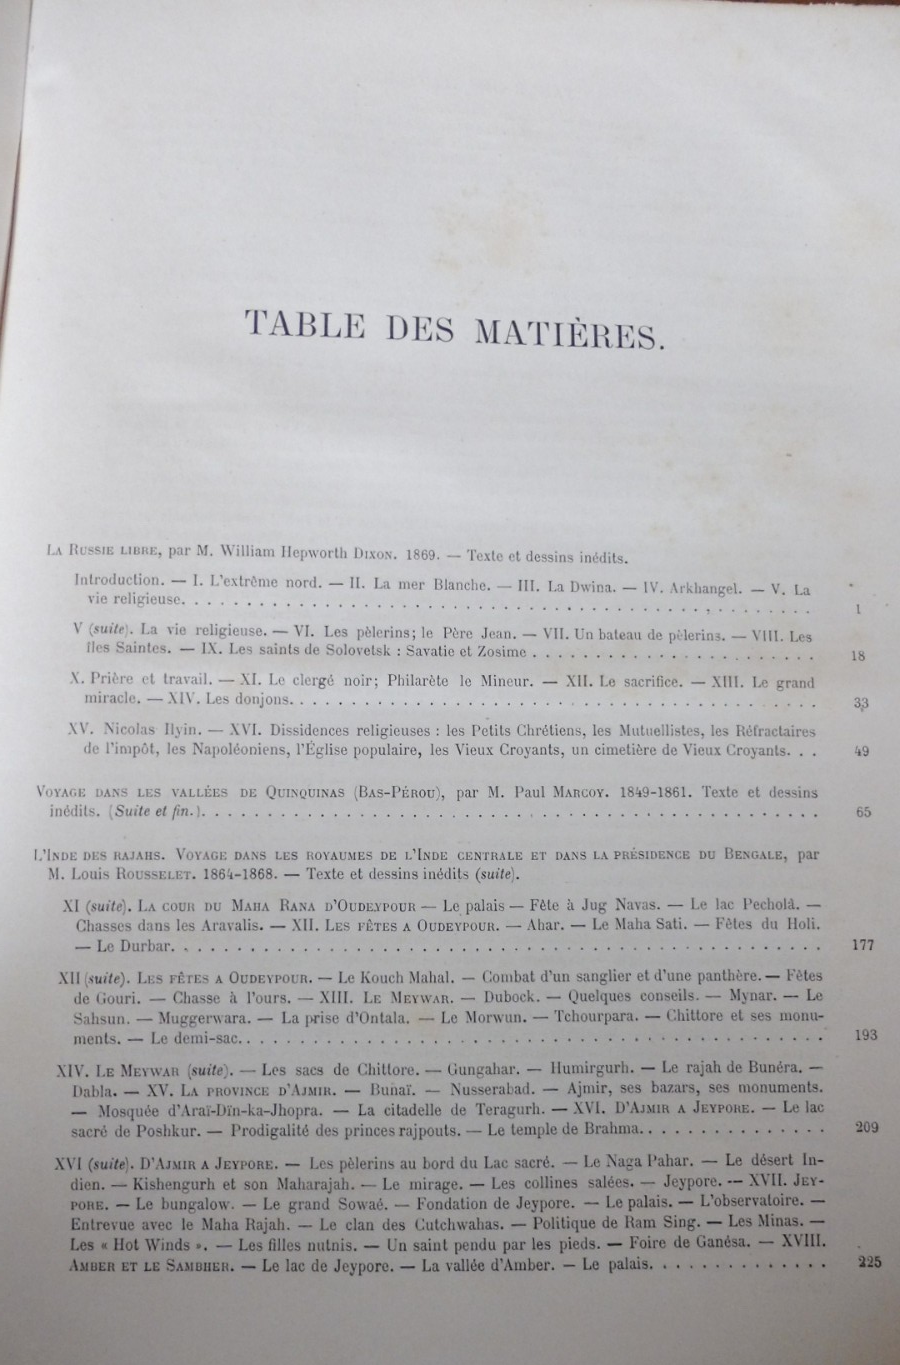 TABLE DES MATIÈRES.
LA RUSSIE LIBRE, par M. William Hepworth DIXON. 1869. — Texte et dessins inédits.
Introduction. — I. L'extrême nord. — II. La mer Blanche. — III. La Dwina. — IV. Arkhangel. — V. La
vie religieuse. . . . . . . . . . . . . . . . . . . . . . . . . . . . . . . . . . . . . . . . 1
V (suite). La vie religieuse. — VI. Les pèlerins; le Père Jean. — VII. Un bateau de pèlerins. — VIII. Les
Iles Saintes. — IX. Les saints de Solovetsk : Savatie et Zosime . . . . . . . . . . . . . . . . 18
X. Prière et travail. — XI. Le clergé noir; Philarète le Mineur. — XII. Le sacrifice. — XIII. Le grand
miracle. — XIV. Les donjons. . . . . . . . . . . . . . . . . . . . . . . . . . . . . . . . . 33
XV. Nicolas Ilyin. — XVI. Dissidences religieuses : les Petits Chrétiens, les Mutuellistes, les Réfractaires
de l'impôt, les Napoléoniens, l'Église populaire, les Vieux Croyants, un cimetière de Vieux Croyants. . . 49
VOYAGE DANS LES VALLÉES DE QUINQUINAS (BAS-PÉROU), par M. Paul MARCOY. 1849-1861. Texte et dessins
inédits. (Suite et fin.). . . . . . . . . . . . . . . . . . . . . . . . . . . . . . . . . . . . . 65
L'INDE DES RAJAHS. VOYAGE DANS LES ROYAUMES DE L'INDE CENTRALE ET DANS LA PRÉSIDENCE DU BENGALE, par
M. Louis ROUSSELET. 1864-1868. — Texte et dessins inédits (suite).
XI (suite). LA COUR DU MAHA RANA D'OUDEYPOUR — Le palais — Fête à Jug Navas. — Le lac Pecholâ. —
Chasses dans les Aravalis. — XII. LES FÊTES A OUDEYPOUR. — Ahar. — Le Maha Sati. — Fêtes du Holi.
— Le Durbar. . . . . . . . . . . . . . . . . . . . . . . . . . . . . . . . . . . . . . . . . 177
XII (suite). LES FÊTES A OUDEYPOUR. — Le Kouch Mahal. — Combat d'un sanglier et d'une panthère. — Fêtes
de Gouri. — Chasse à l'ours. — XIII. LE MEYWAR. — Dubock. — Quelques conseils. — Mynar. — Le
Sahsun. — Muggerwara. — La prise d'Ontala. — Le Morwun. — Tchourpara. — Chittore et ses monu-
ments. — Le demi-sac. . . . . . . . . . . . . . . . . . . . . . . . . . . . . . . . . . . . 193
XIV. LE MEYWAR (suite). — Les sacs de Chittore. — Gungahar. — Humirgurh. — Le rajah de Bunéra. —
Dabla. — XV. LA PROVINCE D'AJMIR. — Bunaï. — Nusserabad. — Ajmir, ses bazars, ses monuments.
— Mosquée d'Araï-Dïn-ka-Jhopra. — La citadelle de Teragurh. — XVI. D'AJMIR A JEYPORE. — Le lac
sacré de Poshkur. — Prodigalité des princes rajpouts. — Le temple de Brahma. . . . . . . . . . . . 209
XVI (suite). D'AJMIR A JEYPORE. — Les pèlerins au bord du Lac sacré. — Le Naga Pahar. — Le désert In-
dien. — Kishengurh et son Maharajah. — Le mirage. — Les collines salées. — Jeypore. — XVII. JEY-
PORE. — Le bungalow. — Le grand Sowaé. — Fondation de Jeypore. — Le palais. — L'observatoire. —
Entrevue avec le Maha Rajah. — Le clan des Cutchwahas. — Politique de Ram Sing. — Les Minas. —
Les « Hot Winds ». — Les filles nutnis. — Un saint pendu par les pieds. — Foire de Ganésa. — XVIII.
AMBER ET LE SAMBHER. — Le lac de Jeypore. — La vallée d'Amber. — Le palais. . . . . . . . . . . 225